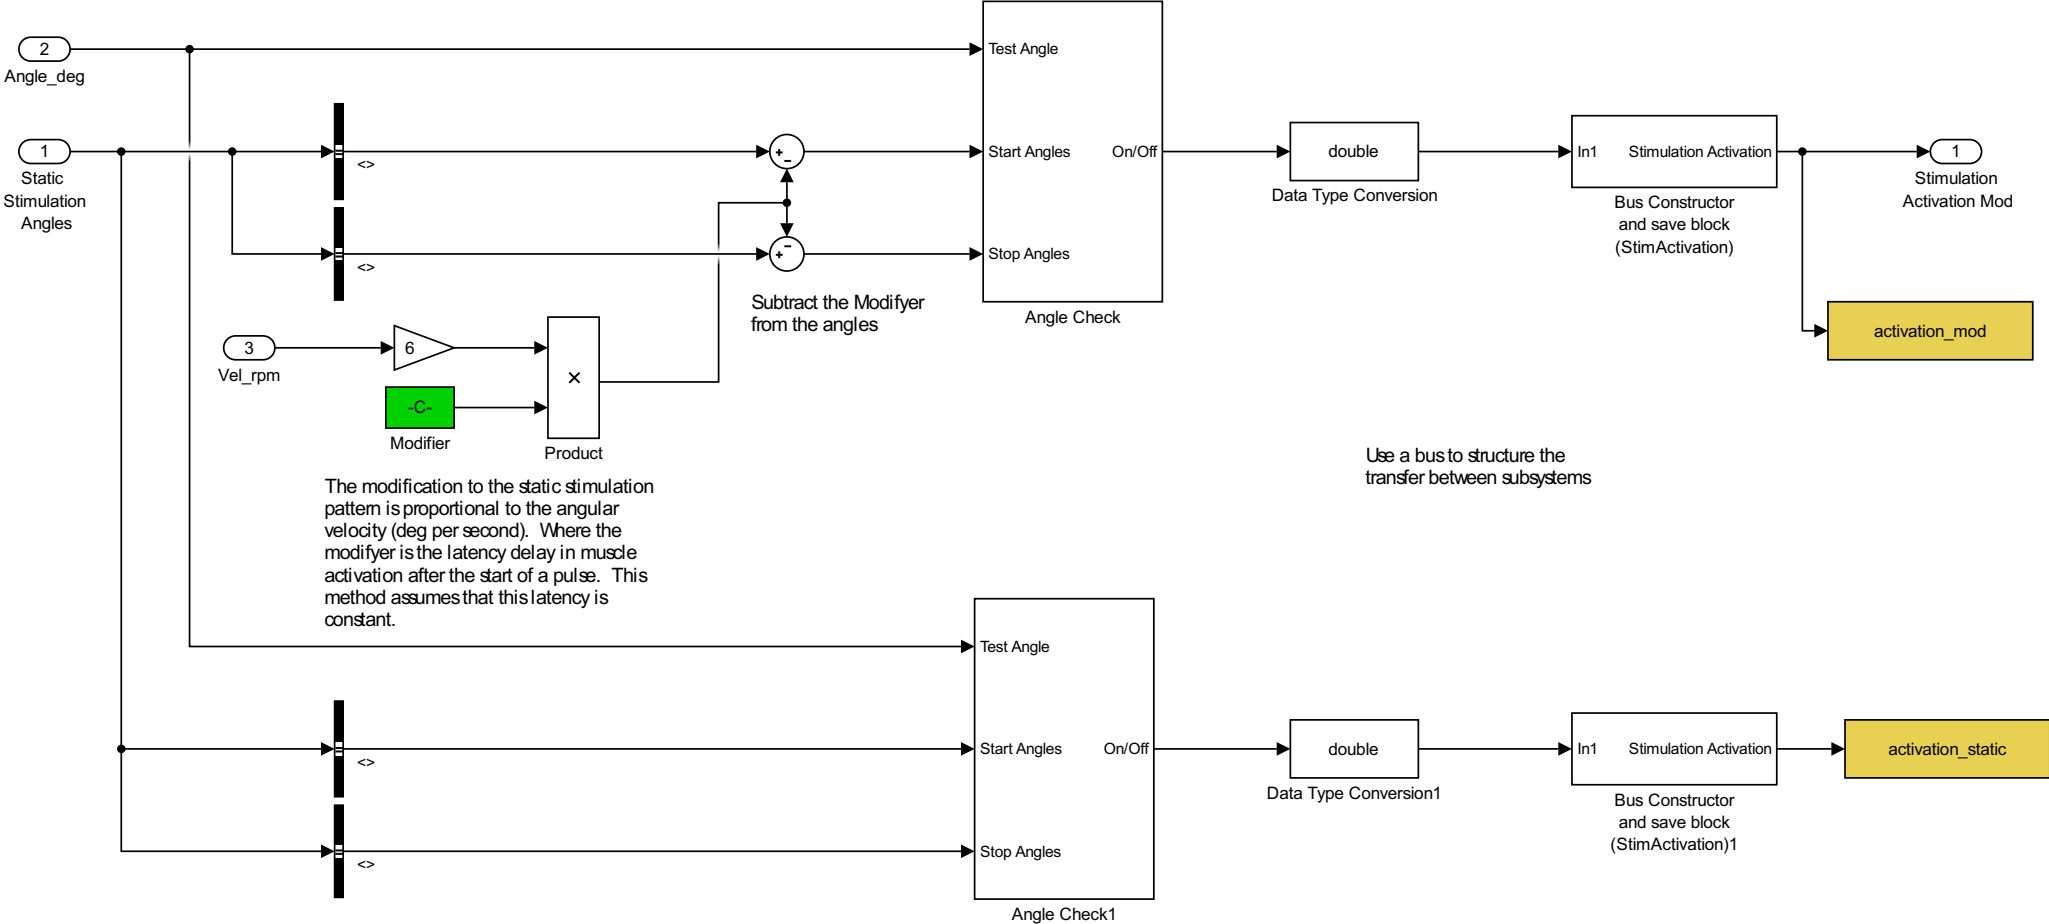 2
Angle_deg
1
Static
Stimulation
Angles
<>
<>
+
-
-
+
Subtract the Modifyer
from the angles
3
Vel_rpm
6
-C-
Modifier
×
Product
The modification to the static stimulation
pattern is proportional to the angular
velocity (deg per second). Where the
modifyer is the latency delay in muscle
activation after the start of a pulse. This
method assumes that this latency is
constant.
Test Angle
Start Angles
On/Off
Stop Angles
Angle Check
double
Data Type Conversion
In1
Stimulation Activation
Bus Constructor
and save block
(StimActivation)
1
Stimulation
Activation Mod
activation_mod
Use a bus to structure the
transfer between subsystems
<>
<>
Test Angle
Start Angles
On/Off
Stop Angles
Angle Check1
double
Data Type Conversion1
In1
Stimulation Activation
Bus Constructor
and save block
(StimActivation)1
activation_static